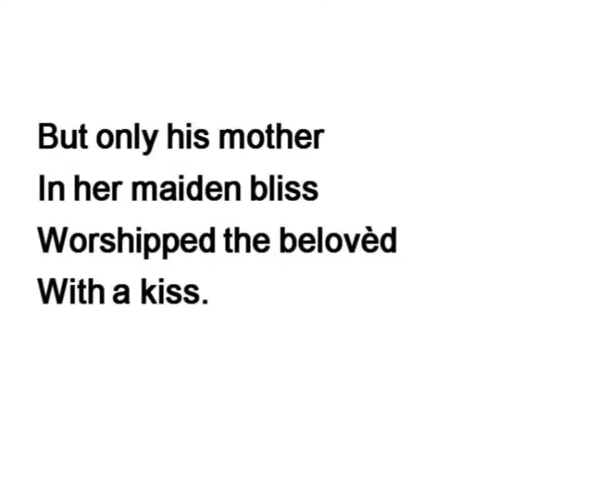 But only his mother
In her maiden bliss
Worshipped the belovèd
With a kiss.